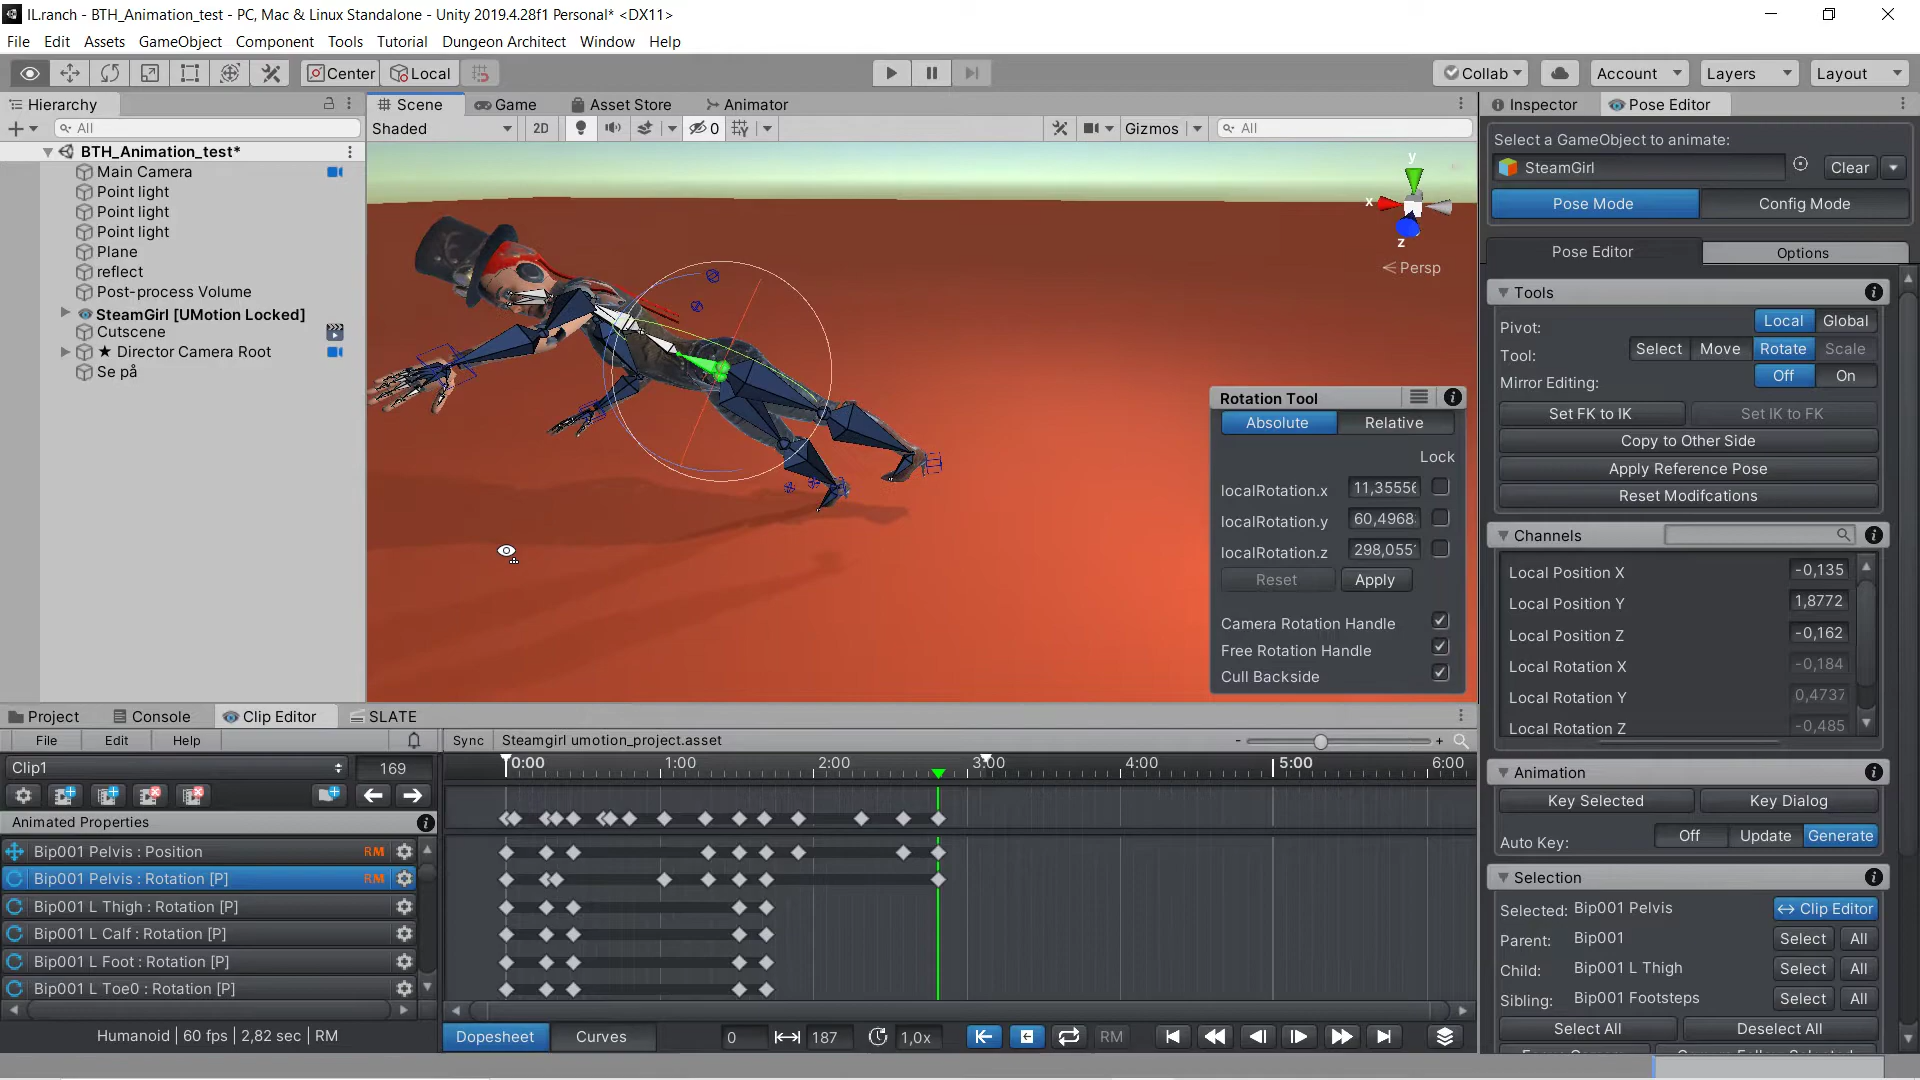 IL.ranch - BTH_Animation_test - PC, Mac & Linux Standalone - Unity 2019.4.28f1 Personal* <DX11>
File Edit Assets GameObject Component Tools Tutorial Dungeon Architect Window Help
Center Local Collab Account Layers Layout
Hierarchy
All
BTH_Animation_test*
Main Camera
Point light
Point light
Point light
Plane
reflect
Post-process Volume
SteamGirl [UMotion Locked]
Cutscene
★ Director Camera Root
Se på
Scene Game Asset Store Animator
Shaded 2D 0 Gizmos All
y
x
z
Persp
Rotation Tool
Absolute Relative
Lock
localRotation.x 11,35556
localRotation.y 60,4968
localRotation.z 298,055
Reset Apply
Camera Rotation Handle
Free Rotation Handle
Cull Backside
Inspector Pose Editor
Select a GameObject to animate:
SteamGirl Clear
Pose Mode Config Mode
Pose Editor Options
Tools
Pivot: Local Global
Tool: Select Move Rotate Scale
Mirror Editing: Off On
Set FK to IK Set IK to FK
Copy to Other Side
Apply Reference Pose
Reset Modifcations
Channels
Local Position X -0,135
Local Position Y 1,8772
Local Position Z -0,162
Local Rotation X -0,184
Local Rotation Y 0,4737
Local Rotation Z -0,485
Animation
Key Selected Key Dialog
Auto Key: Off Update Generate
Selection
Selected: Bip001 Pelvis Clip Editor
Parent: Bip001 Select All
Child: Bip001 L Thigh Select All
Sibling: Bip001 Footsteps Select All
Select All Deselect All
Project Console Clip Editor SLATE
File Edit Help Sync Steamgirl umotion_project.asset - +
Clip1 169
0:00 1:00 2:00 3:00 4:00 5:00 6:00
Animated Properties
Bip001 Pelvis : Position RM
Bip001 Pelvis : Rotation [P] RM
Bip001 L Thigh : Rotation [P]
Bip001 L Calf : Rotation [P]
Bip001 L Foot : Rotation [P]
Bip001 L Toe0 : Rotation [P]
Humanoid | 60 fps | 2,82 sec | RM
Dopesheet Curves 0 187 1,0x RM